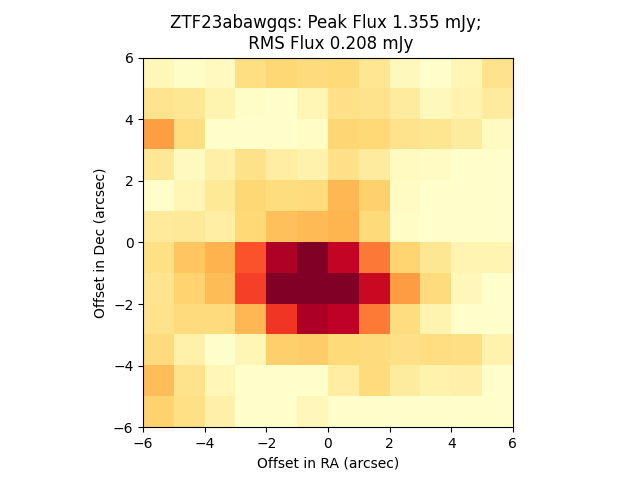 ZTF23abawgqs: Peak Flux 1.355 mJy;
RMS Flux 0.208 mJy
6
4
2
0
−2
−4
−6
Offset in Dec (arcsec)
−6 −4 −2 0 2 4 6
Offset in RA (arcsec)